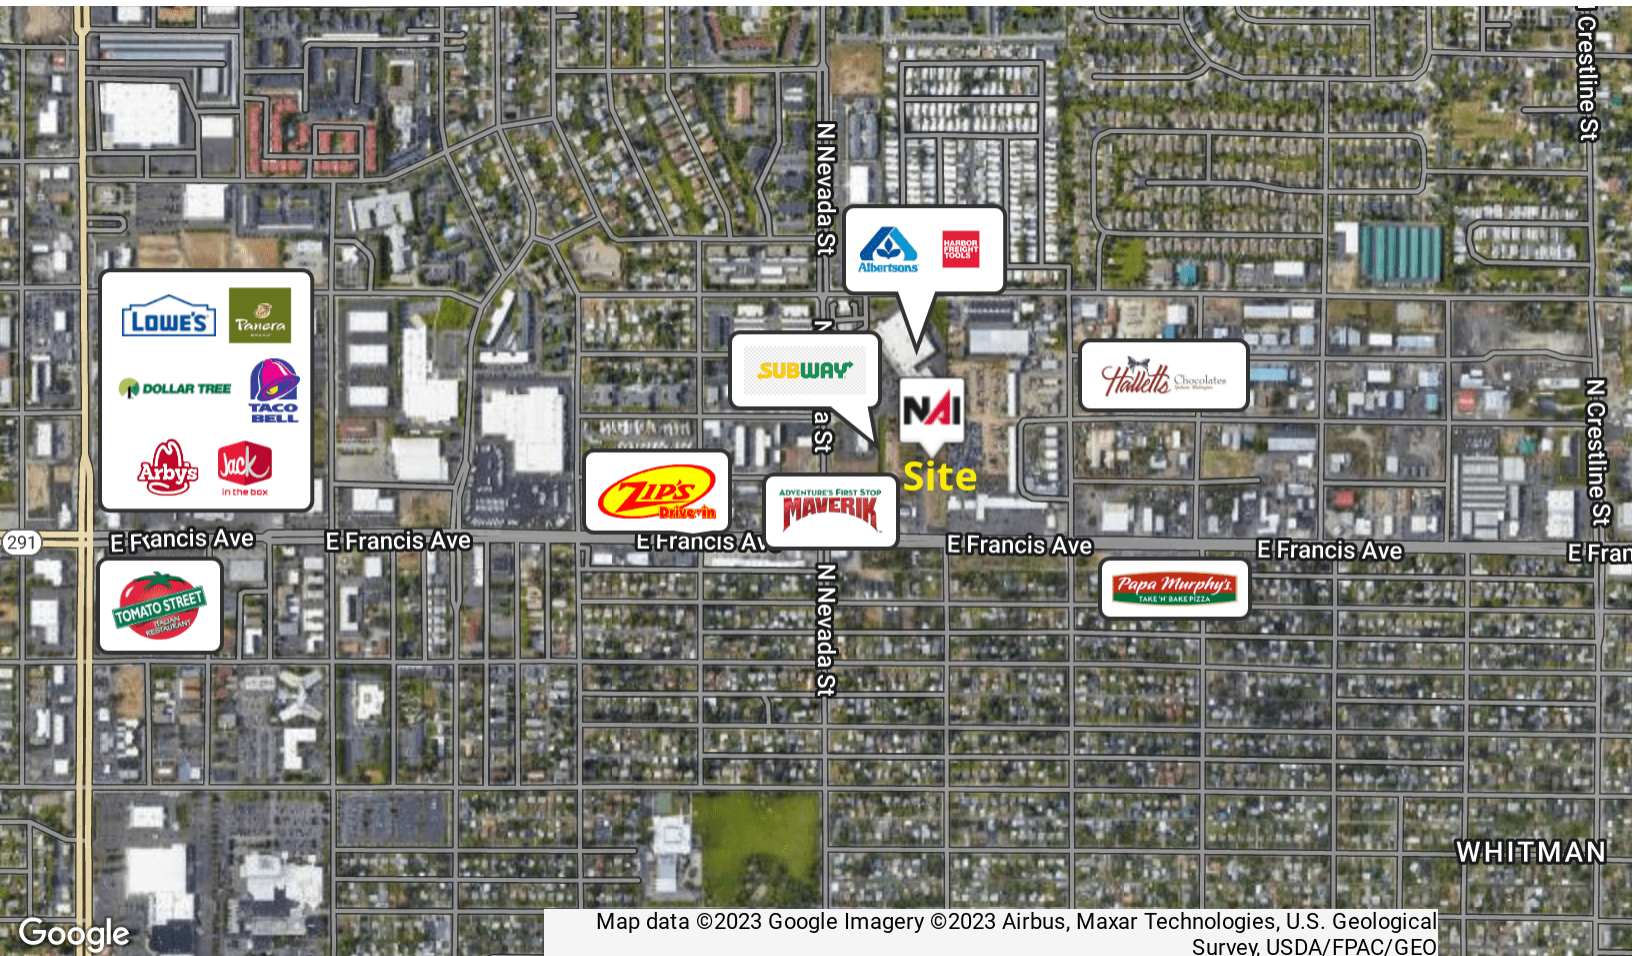 N Crestline St
N Nevada St
Albertsons
HARBOR
FREIGHT
TOOLS
LOWE'S
Panera
BREAD
DOLLAR TREE
TACO
BELL
Arby's
Jack
in the box
N
SUBWAY
a St
NAI
Site
Halletts Chocolates
N Crestline St
ZIP'S
Drive-in
ADVENTURE'S FIRST STOP
MAVERIK
291
E Francis Ave
E Francis Ave
E Francis Av
E Francis Ave
E Francis Ave
E Fran
TOMATO STREET
ITALIAN
RESTAURANT
N Nevada St
Papa Murphy's
TAKE 'N' BAKE PIZZA
WHITMAN
Google
Map data ©2023 Google Imagery ©2023 Airbus, Maxar Technologies, U.S. Geological
Survey, USDA/FPAC/GEO